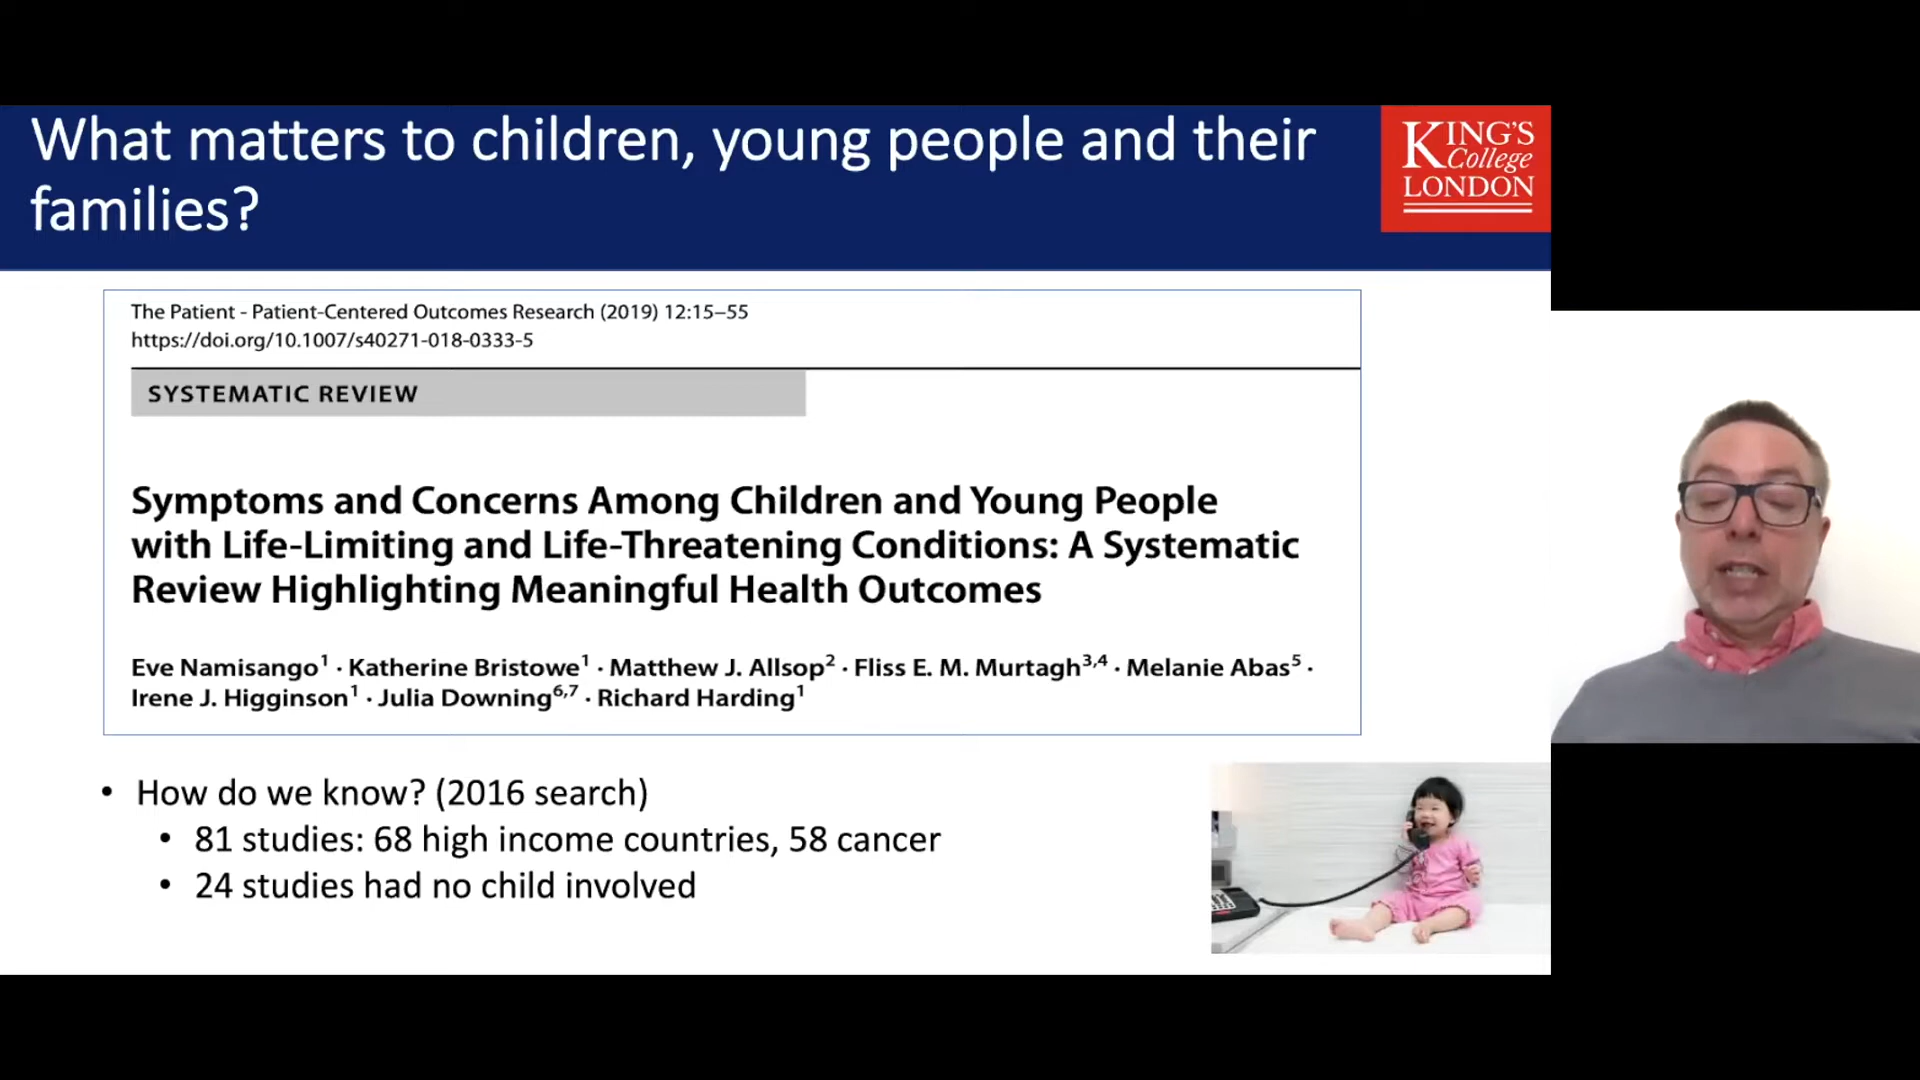 What matters to children, young people and their
families?
KING'S
College
LONDON
The Patient - Patient-Centered Outcomes Research (2019) 12:15–55
https://doi.org/10.1007/s40271-018-0333-5
SYSTEMATIC REVIEW
Symptoms and Concerns Among Children and Young People
with Life-Limiting and Life-Threatening Conditions: A Systematic
Review Highlighting Meaningful Health Outcomes
Eve Namisango1 · Katherine Bristowe1 · Matthew J. Allsop2 · Fliss E. M. Murtagh3,4 · Melanie Abas5 ·
Irene J. Higginson1 · Julia Downing6,7 · Richard Harding1
• How do we know? (2016 search)
• 81 studies: 68 high income countries, 58 cancer
• 24 studies had no child involved